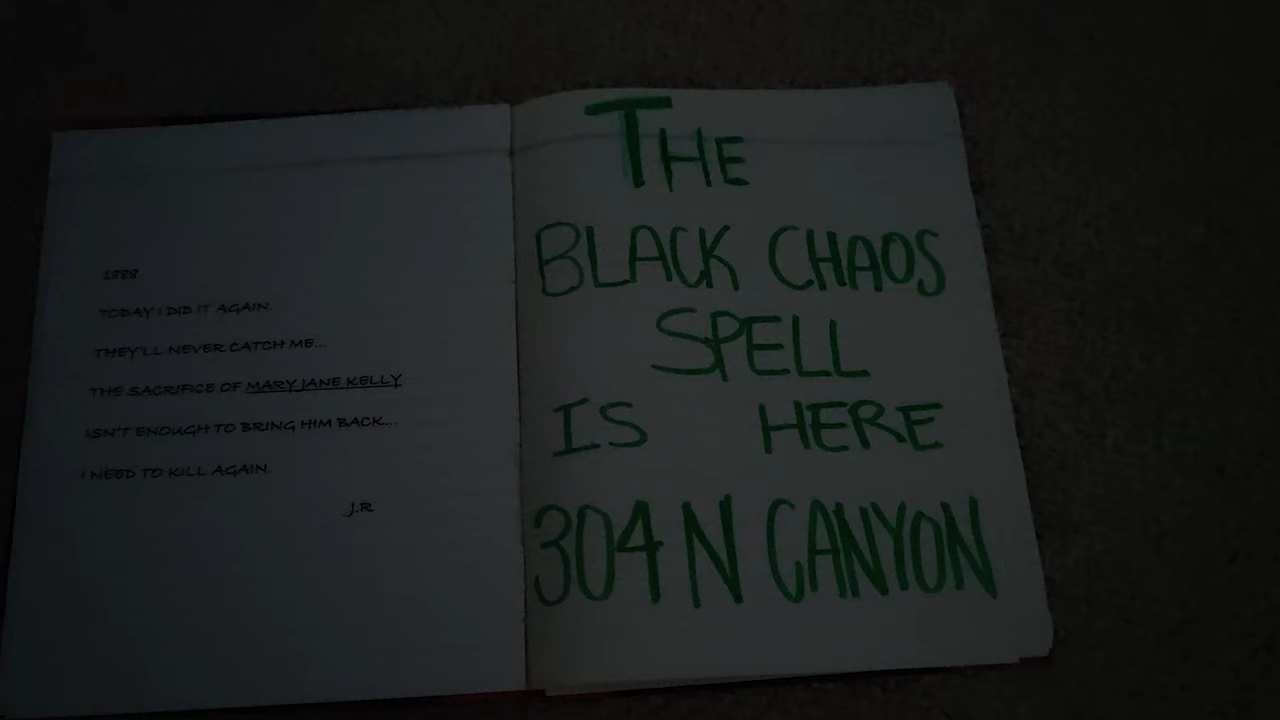 1888
TODAY I DID IT AGAIN.
THEY'LL NEVER CATCH ME...
THE SACRIFICE OF MARY JANE KELLY
ISN'T ENOUGH TO BRING HIM BACK...
I NEED TO KILL AGAIN.
J.R
THE
BLACK CHAOS
SPELL
IS HERE
304 N CANYON